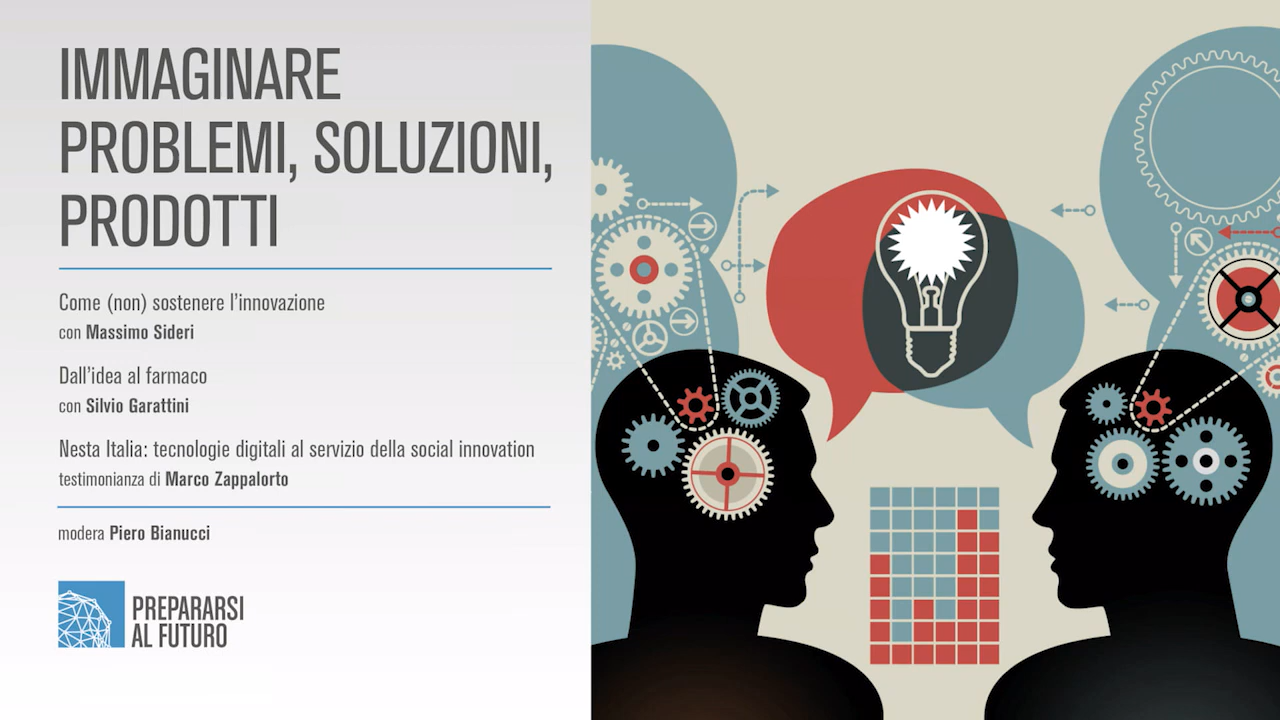 IMMAGINARE
PROBLEMI, SOLUZIONI,
PRODOTTI
Come (non) sostenere l'innovazione
con Massimo Sideri
Dall'idea al farmaco
con Silvio Garattini
Nesta Italia: tecnologie digitali al servizio della social innovation
testimonianza di Marco Zappalorto
modera Piero Bianucci
PREPARARSI
AL FUTURO